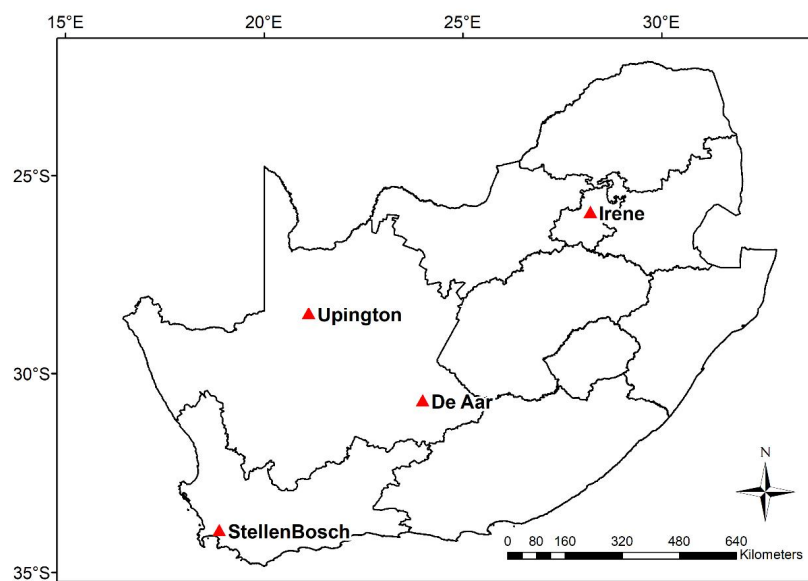 15°E 20°E 25°E 30°E
25°S
Irene
Upington
30°S
De Aar
N
StellenBosch
0 80 160 320 480 640
Kilometers
35°S